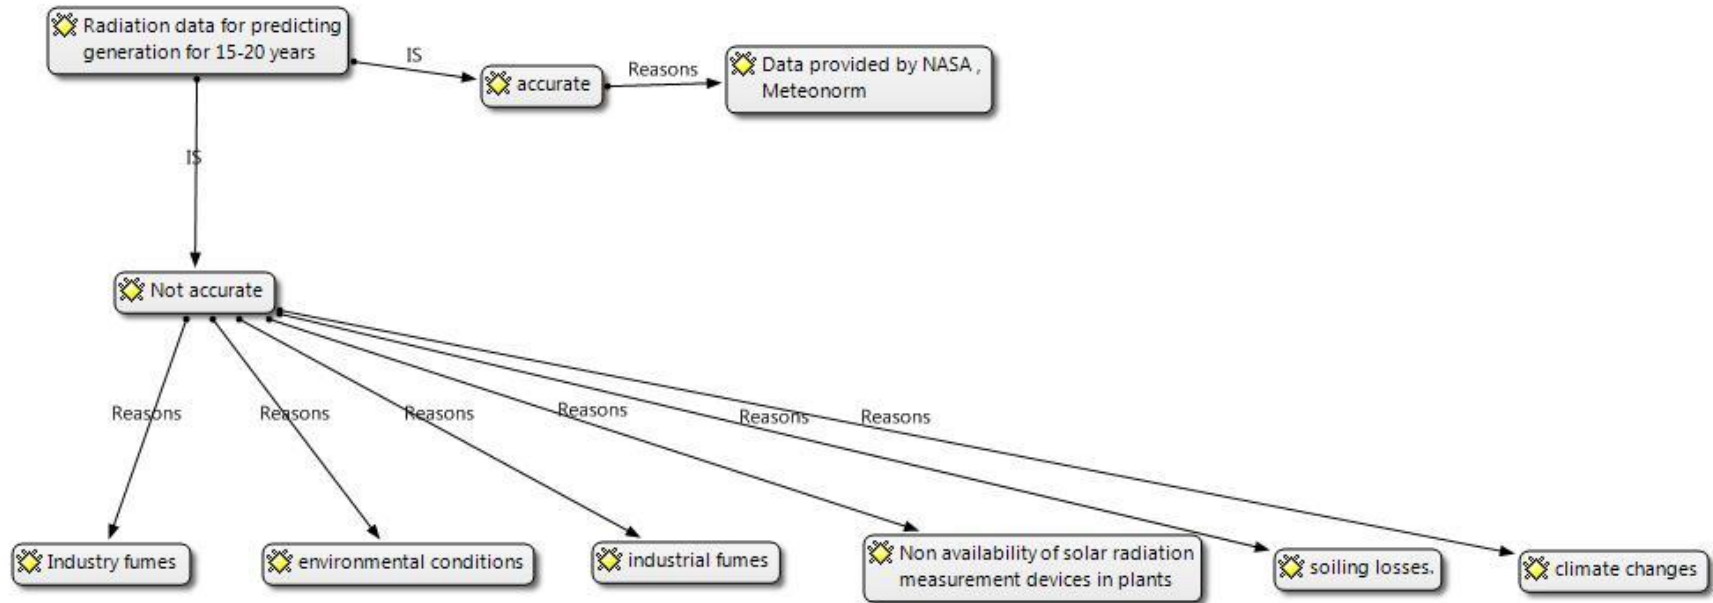 Radiation data for predicting
generation for 15-20 years
IS
accurate
Reasons
Data provided by NASA ,
Meteonorm
IS
Not accurate
Reasons
Reasons
Reasons
Reasons
Reasons
Reasons
Industry fumes
environmental conditions
industrial fumes
Non availability of solar radiation
measurement devices in plants
soiling losses.
climate changes